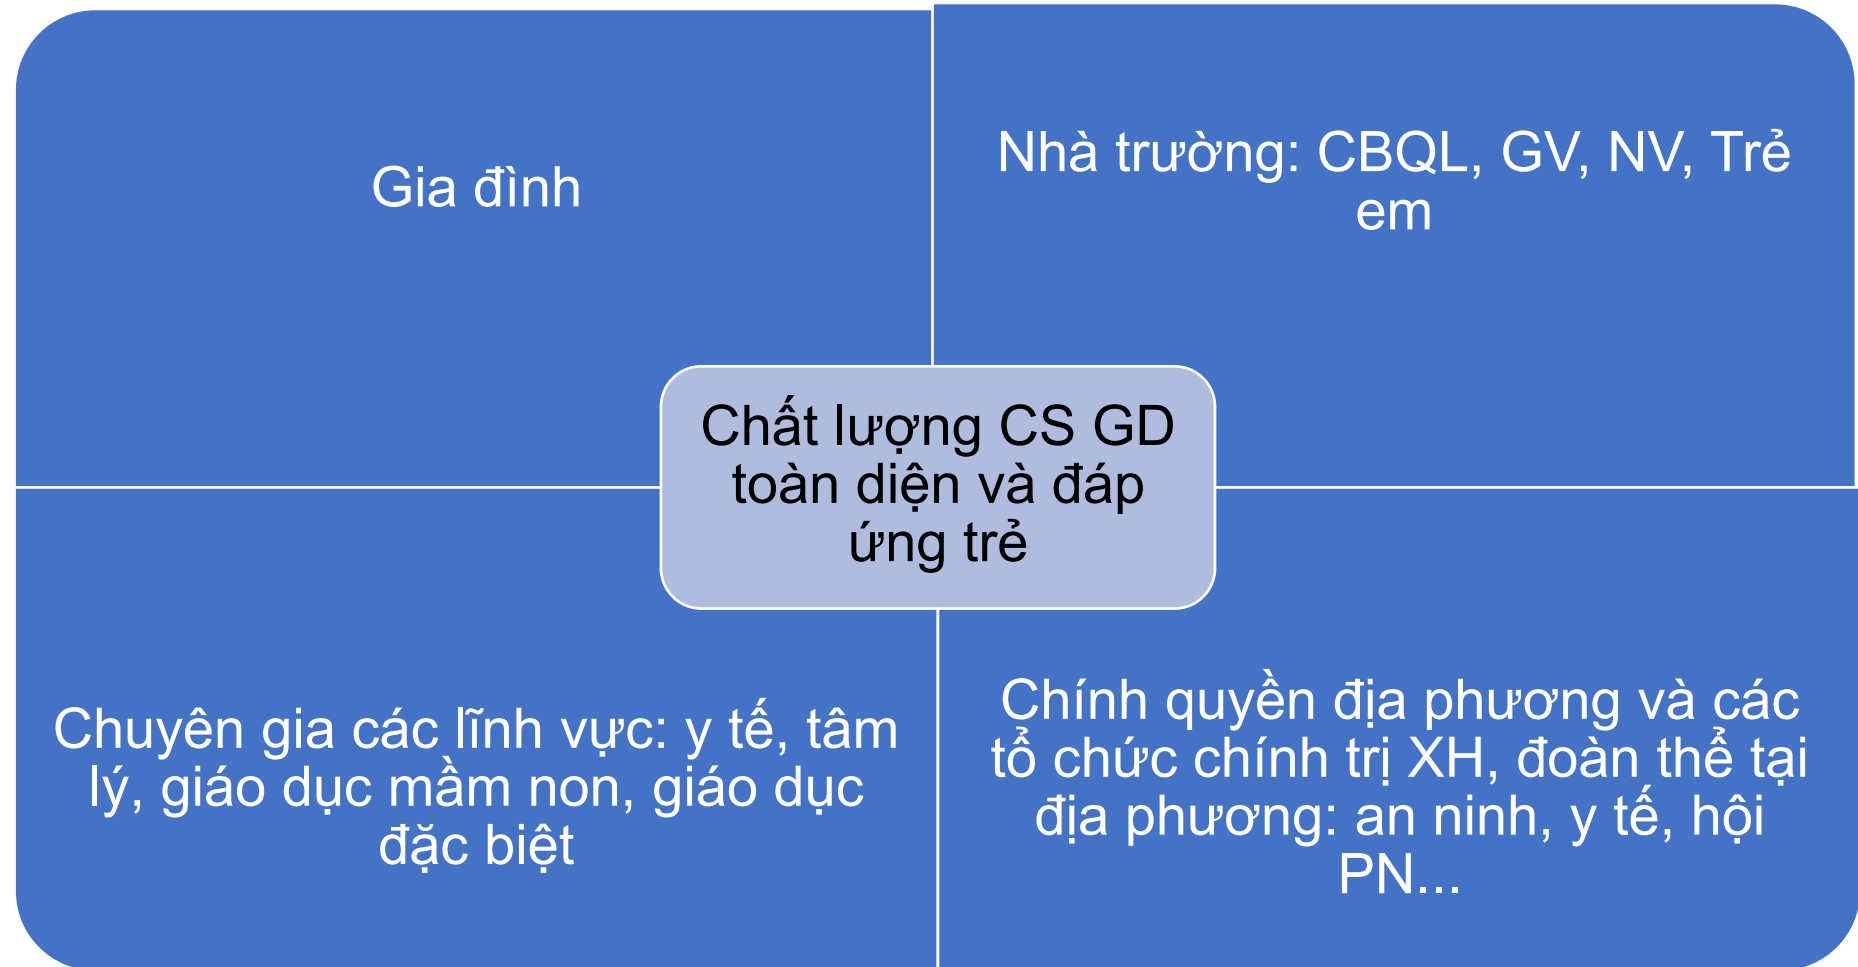 Gia đình
Nhà trường: CBQL, GV, NV, Trẻ
em
Chất lượng CS GD
toàn diện và đáp
ứng trẻ
Chuyên gia các lĩnh vực: y tế, tâm
lý, giáo dục mầm non, giáo dục
đặc biệt
Chính quyền địa phương và các
tổ chức chính trị XH, đoàn thể tại
địa phương: an ninh, y tế, hội
PN...